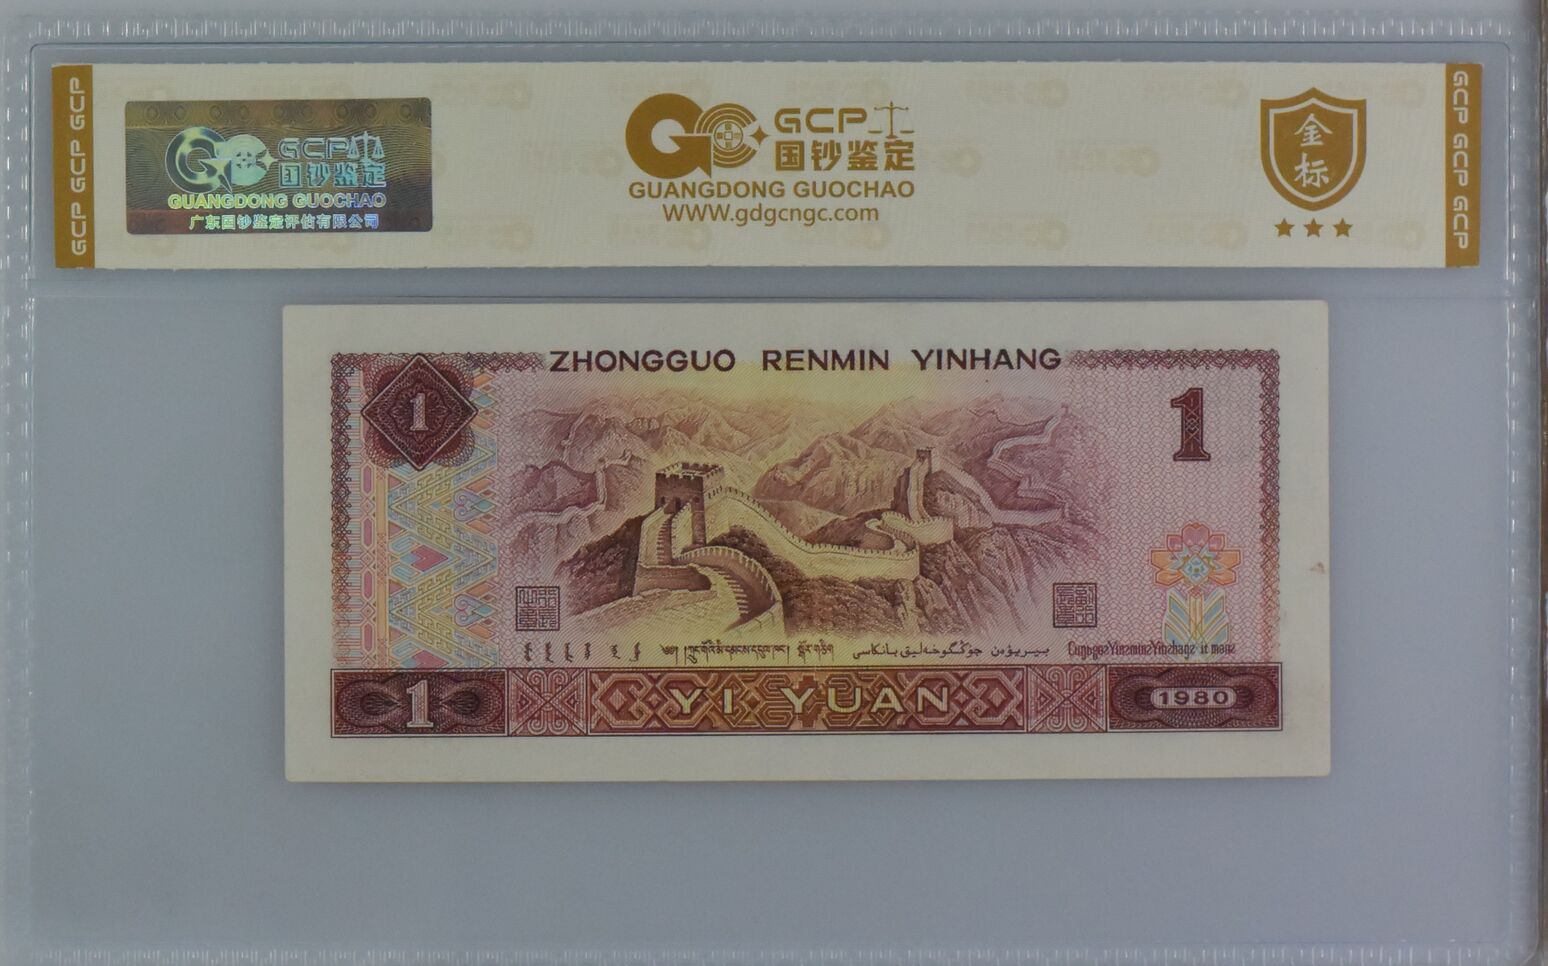 GCP GCP GCP
GCP
国钞鉴定
GUANGDONG GUOCHAO
广东国钞鉴定评估有限公司
GCP
国钞鉴定
GUANGDONG GUOCHAO
WWW.gdgcngc.com
金
标
GCP GCP GCP
ZHONGGUO RENMIN YINHANG
1
1
1
YI YUAN
1980